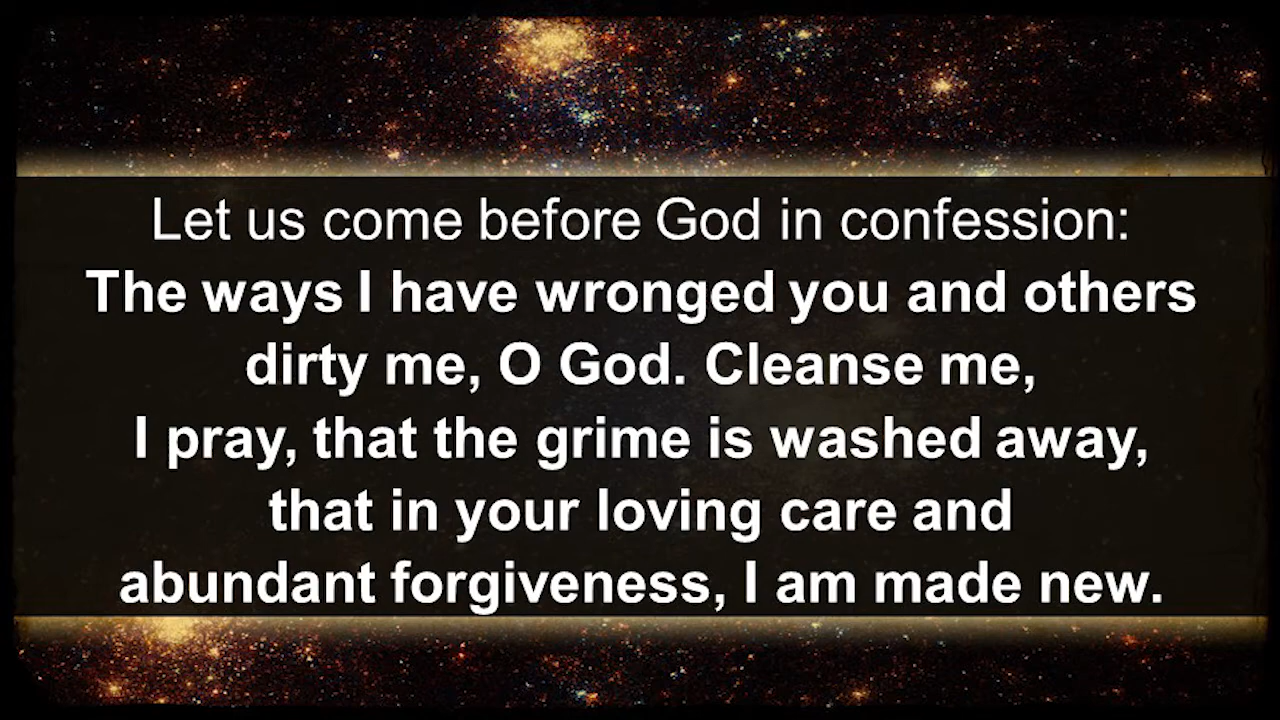 Let us come before God in confession:
The ways I have wronged you and others
dirty me, O God. Cleanse me,
I pray, that the grime is washed away,
that in your loving care and
abundant forgiveness, I am made new.